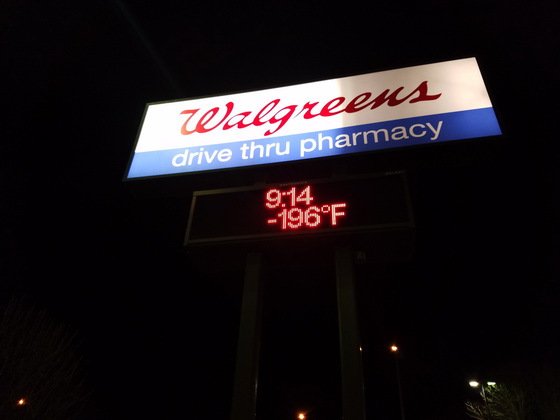 Walgreens
drive thru pharmacy
9:14
-196°F